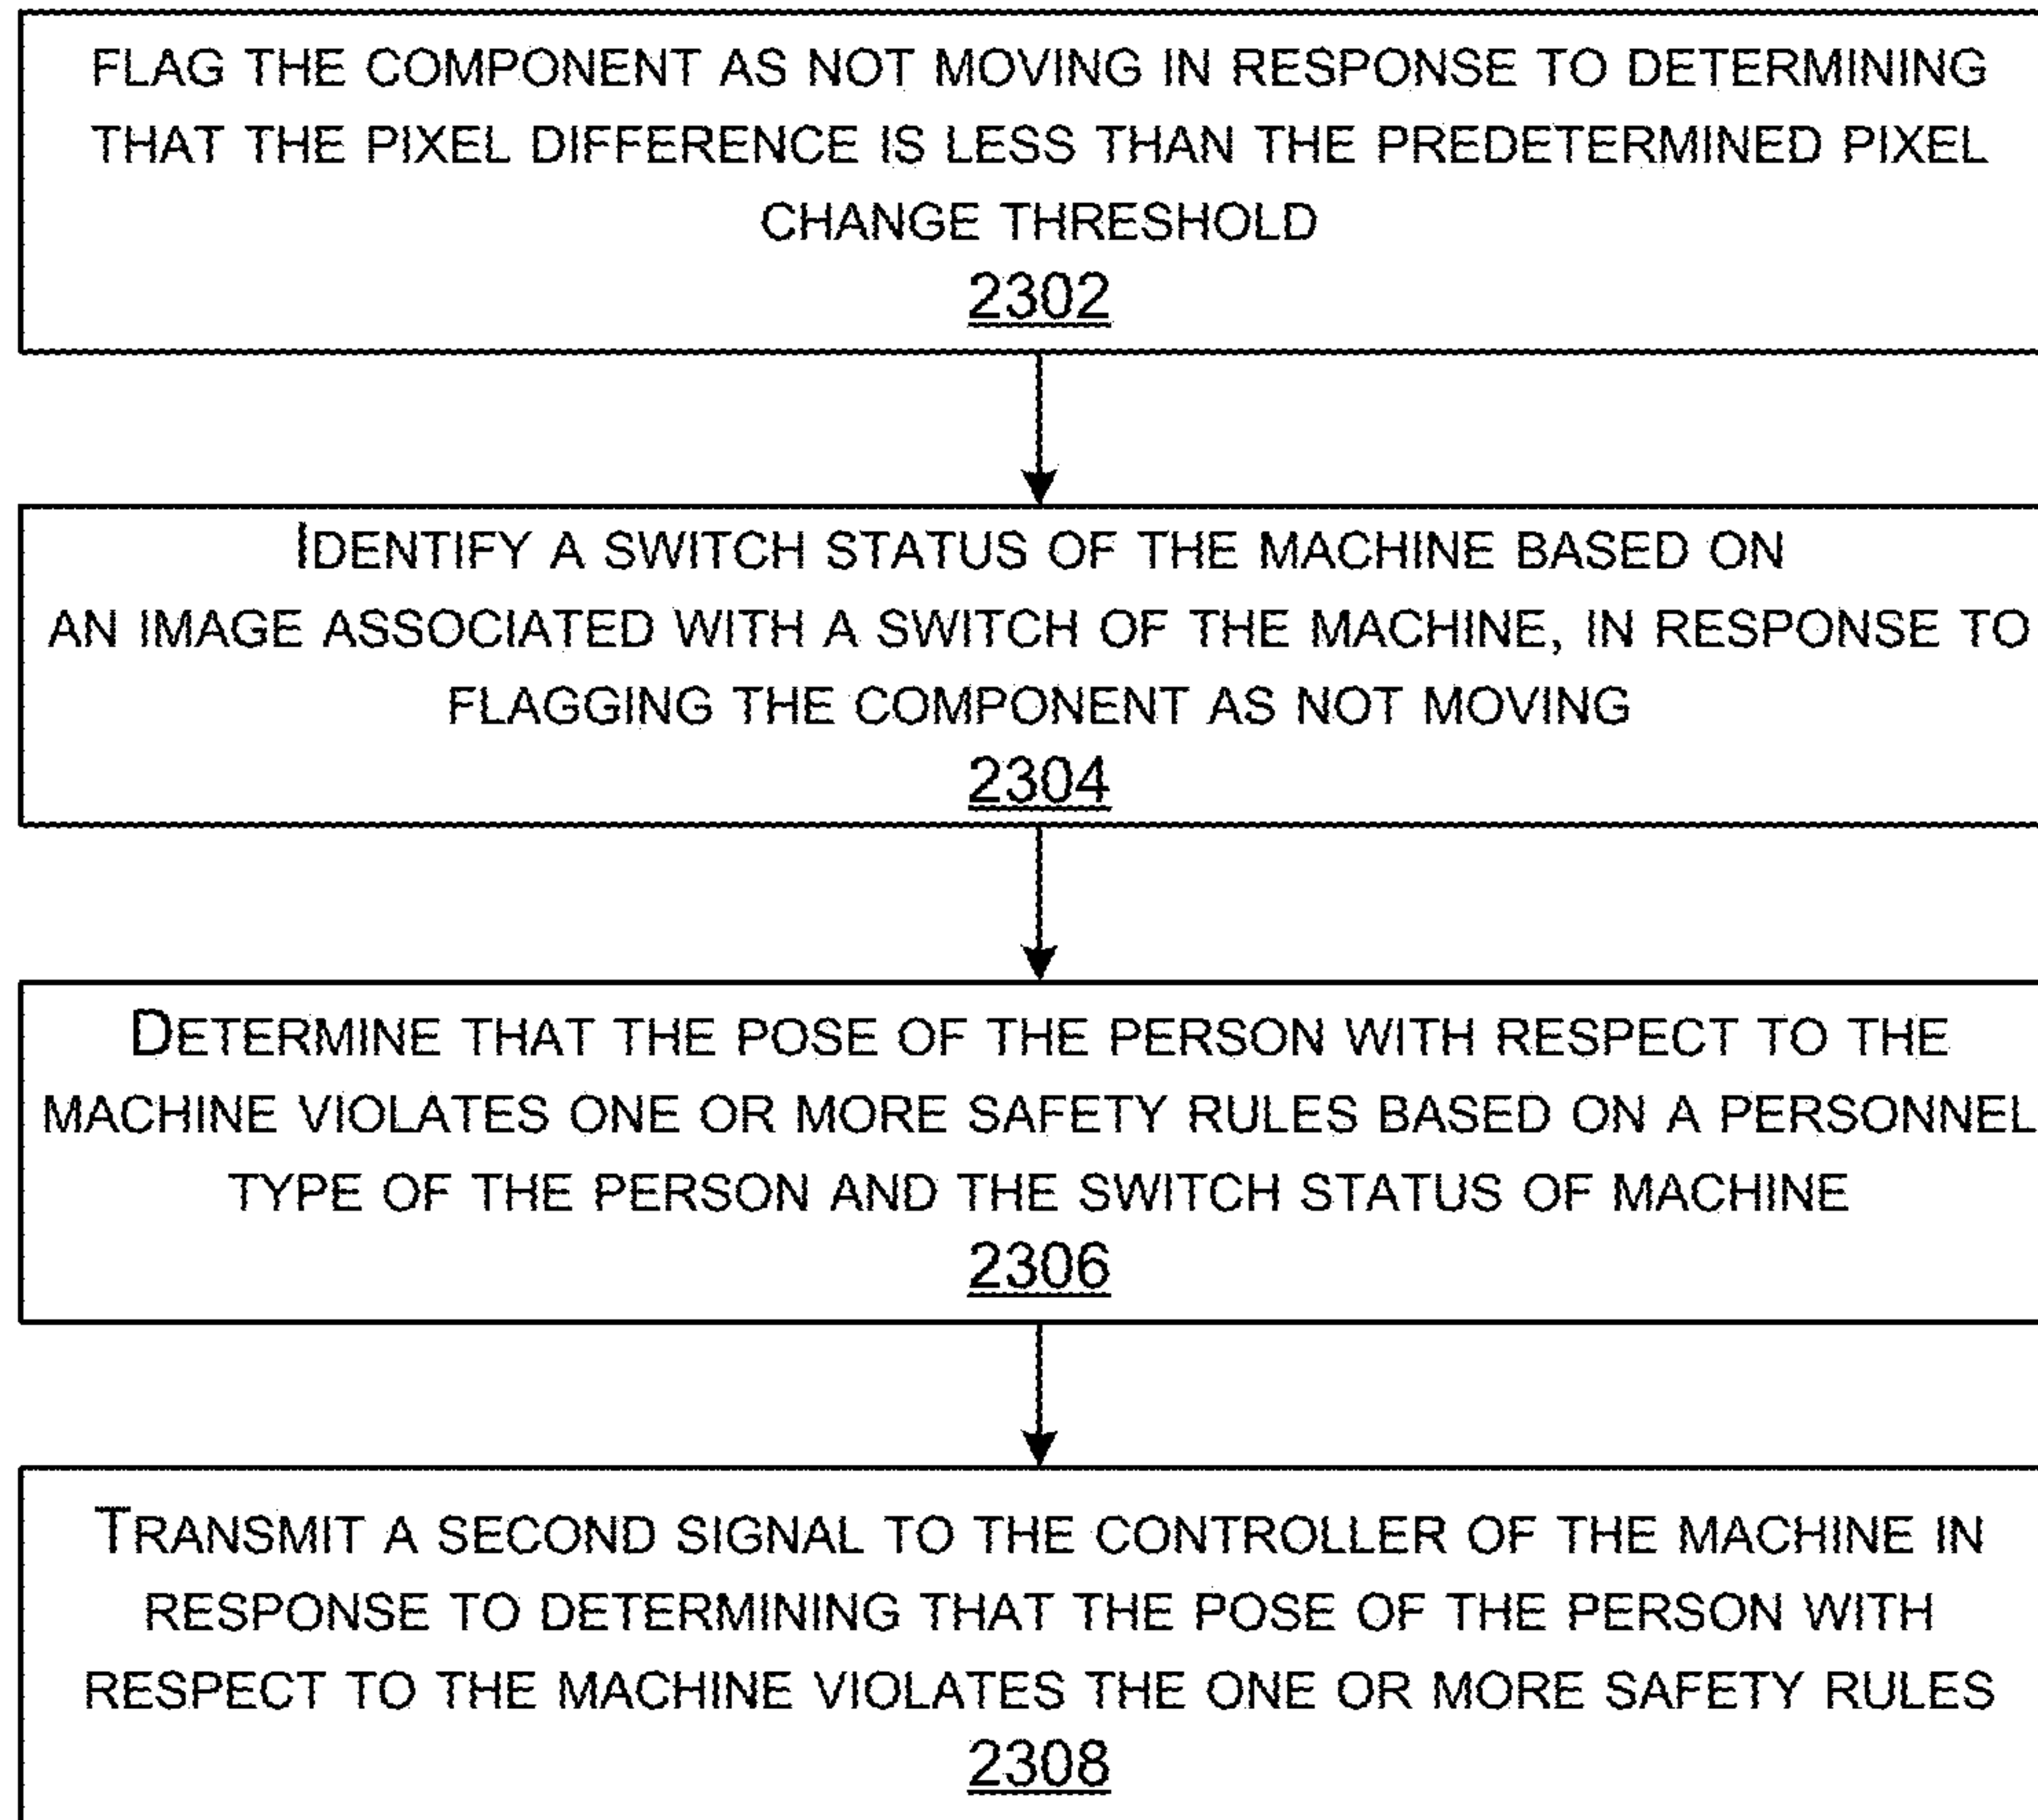 FLAG THE COMPONENT AS NOT MOVING IN RESPONSE TO DETERMINING
THAT THE PIXEL DIFFERENCE IS LESS THAN THE PREDETERMINED PIXEL
CHANGE THRESHOLD
2302
IDENTIFY A SWITCH STATUS OF THE MACHINE BASED ON
AN IMAGE ASSOCIATED WITH A SWITCH OF THE MACHINE, IN RESPONSE TO
FLAGGING THE COMPONENT AS NOT MOVING
2304
DETERMINE THAT THE POSE OF THE PERSON WITH RESPECT TO THE
MACHINE VIOLATES ONE OR MORE SAFETY RULES BASED ON A PERSONNEL
TYPE OF THE PERSON AND THE SWITCH STATUS OF MACHINE
2306
TRANSMIT A SECOND SIGNAL TO THE CONTROLLER OF THE MACHINE IN
RESPONSE TO DETERMINING THAT THE POSE OF THE PERSON WITH
RESPECT TO THE MACHINE VIOLATES THE ONE OR MORE SAFETY RULES
2308